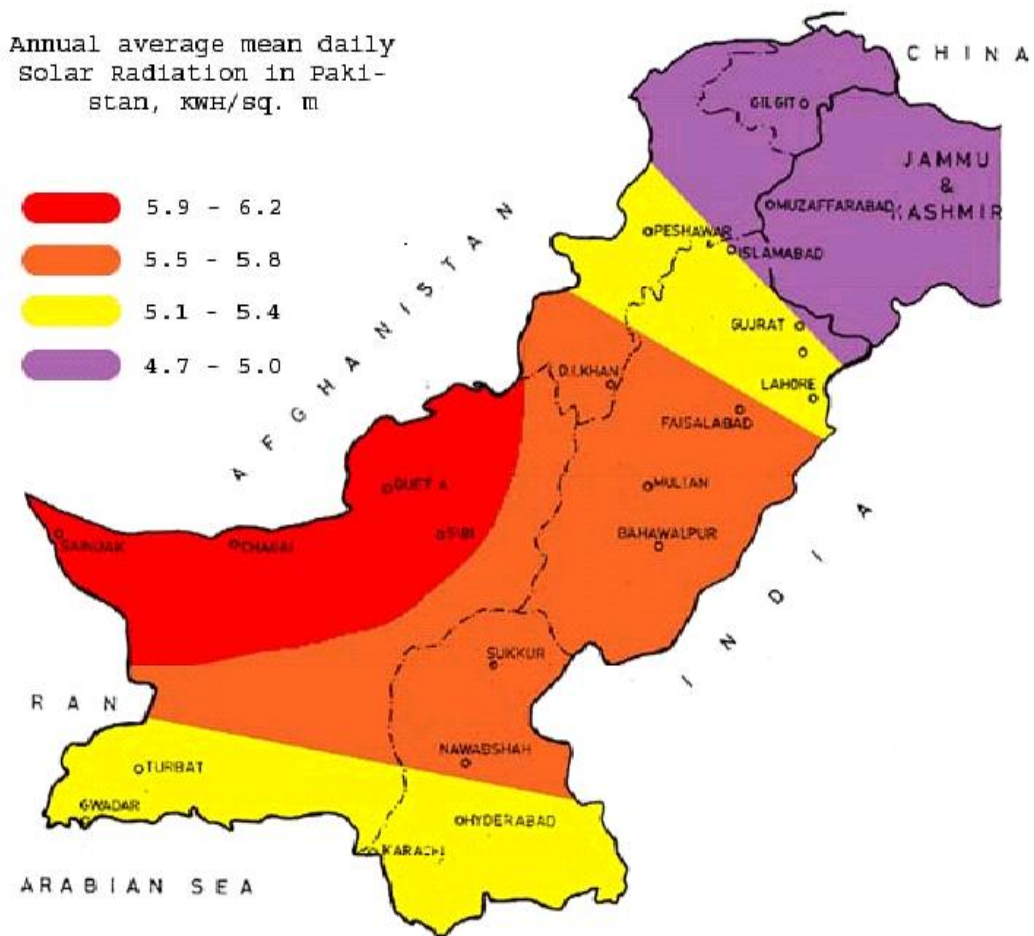 Annual average mean daily
Solar Radiation in Paki-
stan, KWH/sq. m
5.9 - 6.2
5.5 - 5.8
5.1 - 5.4
4.7 - 5.0
CHINA
GILGIT
JAMMU
&
KASHMIR
MUZAFFARABAD
PESHAWAR
ISLAMABAD
AFGHANISTAN
GUJRAT
D.I.KHAN
LAHORE
FAISALABAD
QUET A
MULTAN
SIBI
BAHAWALPUR
SAINDAK
CHAGAI
INDIA
SUKKUR
RAN
NAWABSHAH
TURBAT
GWADAR
HYDERABAD
KARACHI
ARABIAN SEA